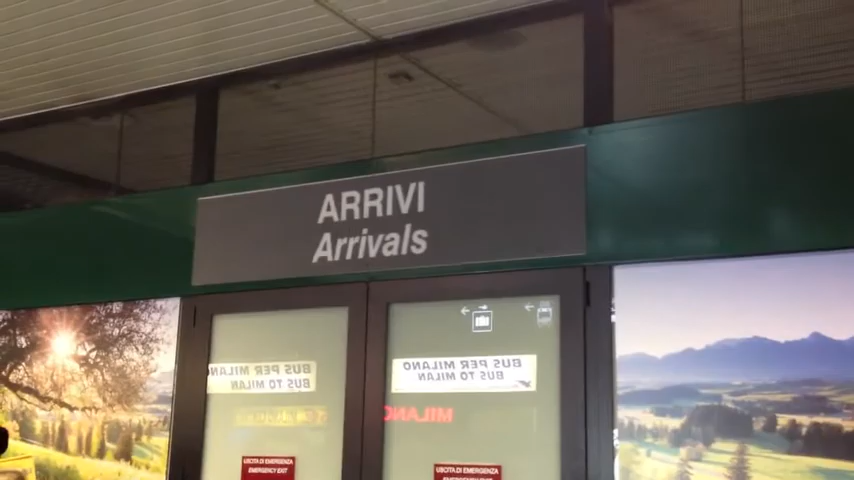 ARRIVI
Arrivals
BUS PER MILANO
BUS TO MILAN
BUS PER MILANO
BUS TO MILAN
MILANO
USCITA DI EMERGENZA
EMERGENCY EXIT
USCITA DI EMERGENZA
EMERGENCY EXIT